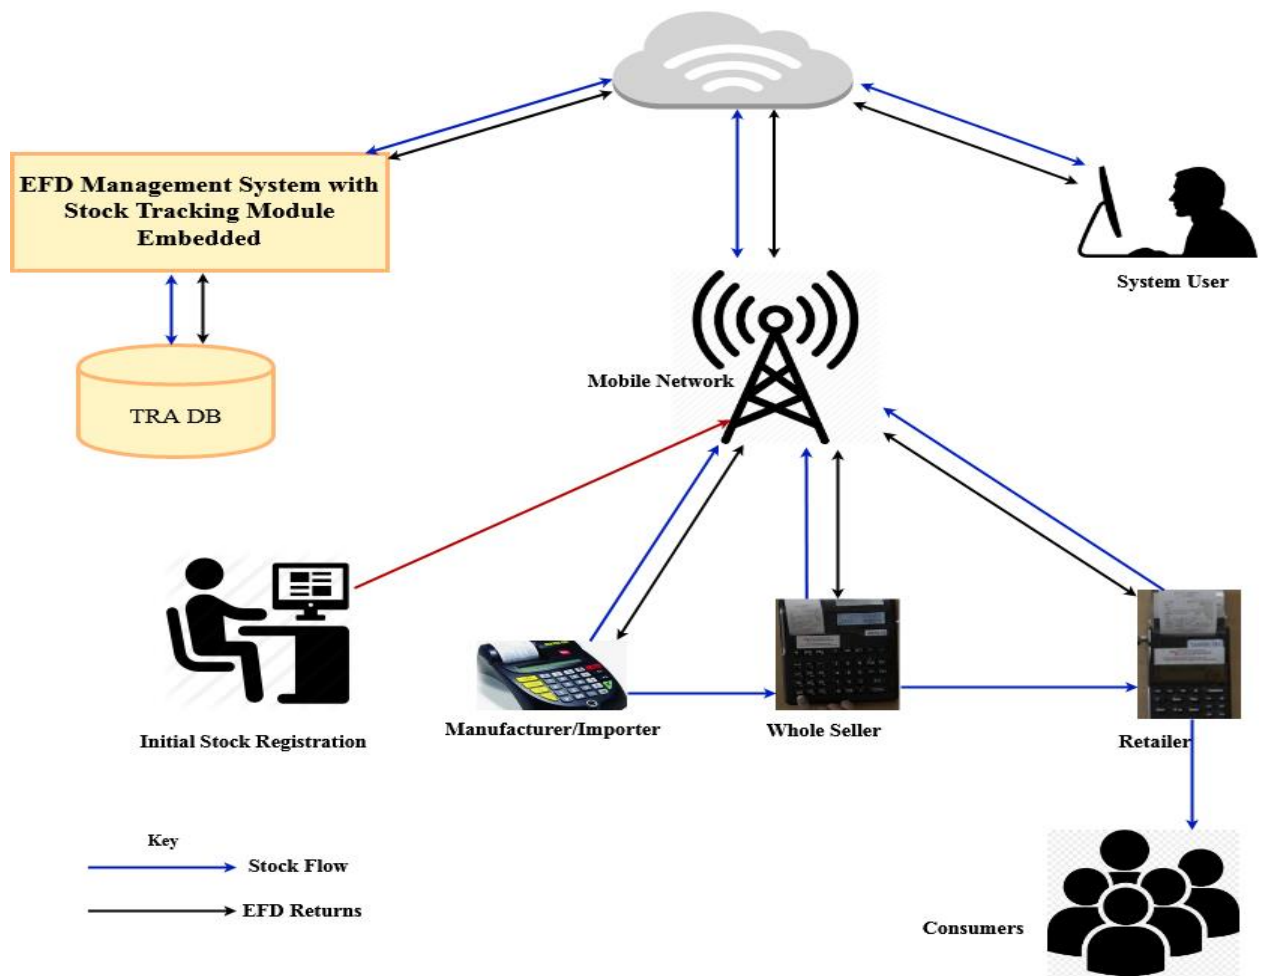 EFD Management System with
Stock Tracking Module
Embedded
System User
Mobile Network
TRA DB
Initial Stock Registration
Manufacturer/Importer
Whole Seller
Retailer
Key
Stock Flow
EFD Returns
Consumers